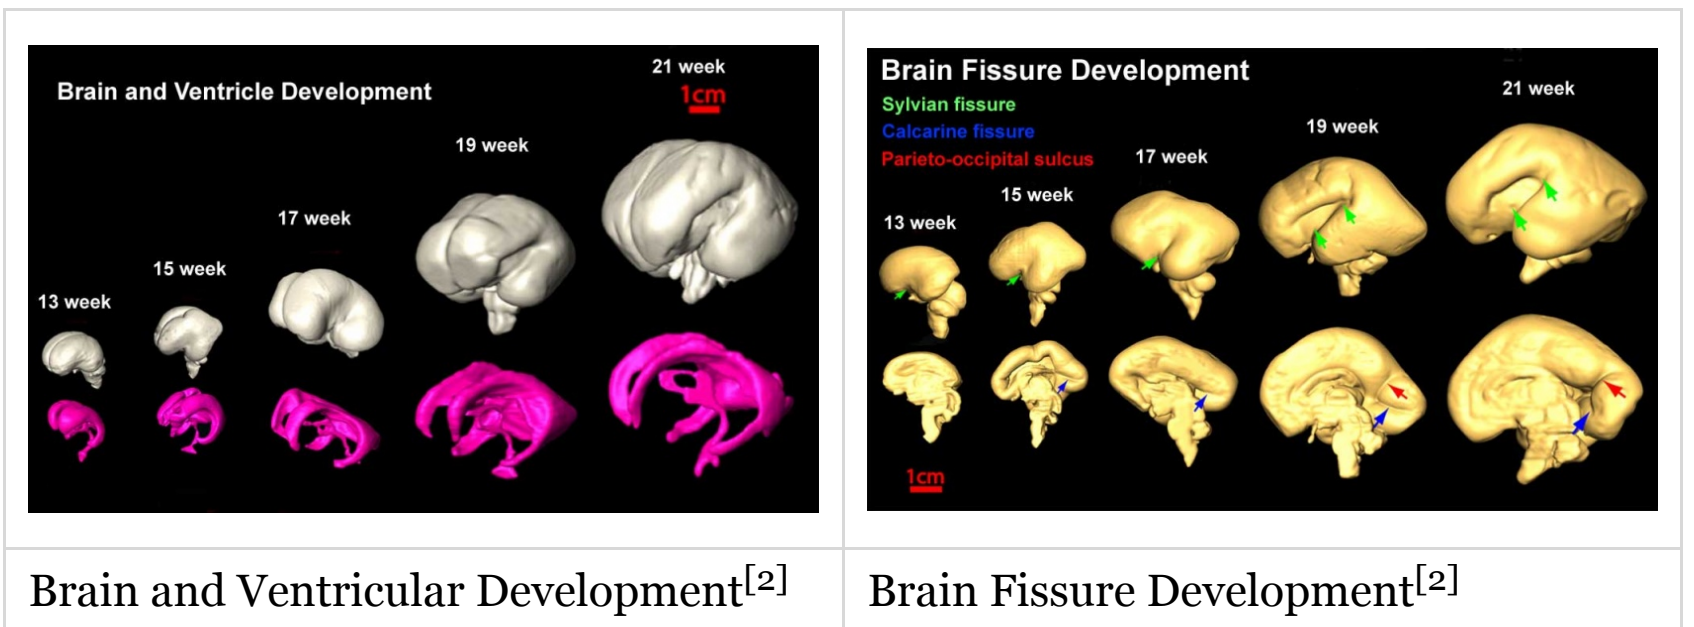 Brain and Ventricle Development
21 week
1cm
19 week
17 week
15 week
13 week
Brain Fissure Development
Sylvian fissure
Calcarine fissure
Parieto-occipital sulcus
21 week
19 week
17 week
15 week
13 week
1cm
Brain and Ventricular Development[2]
Brain Fissure Development[2]